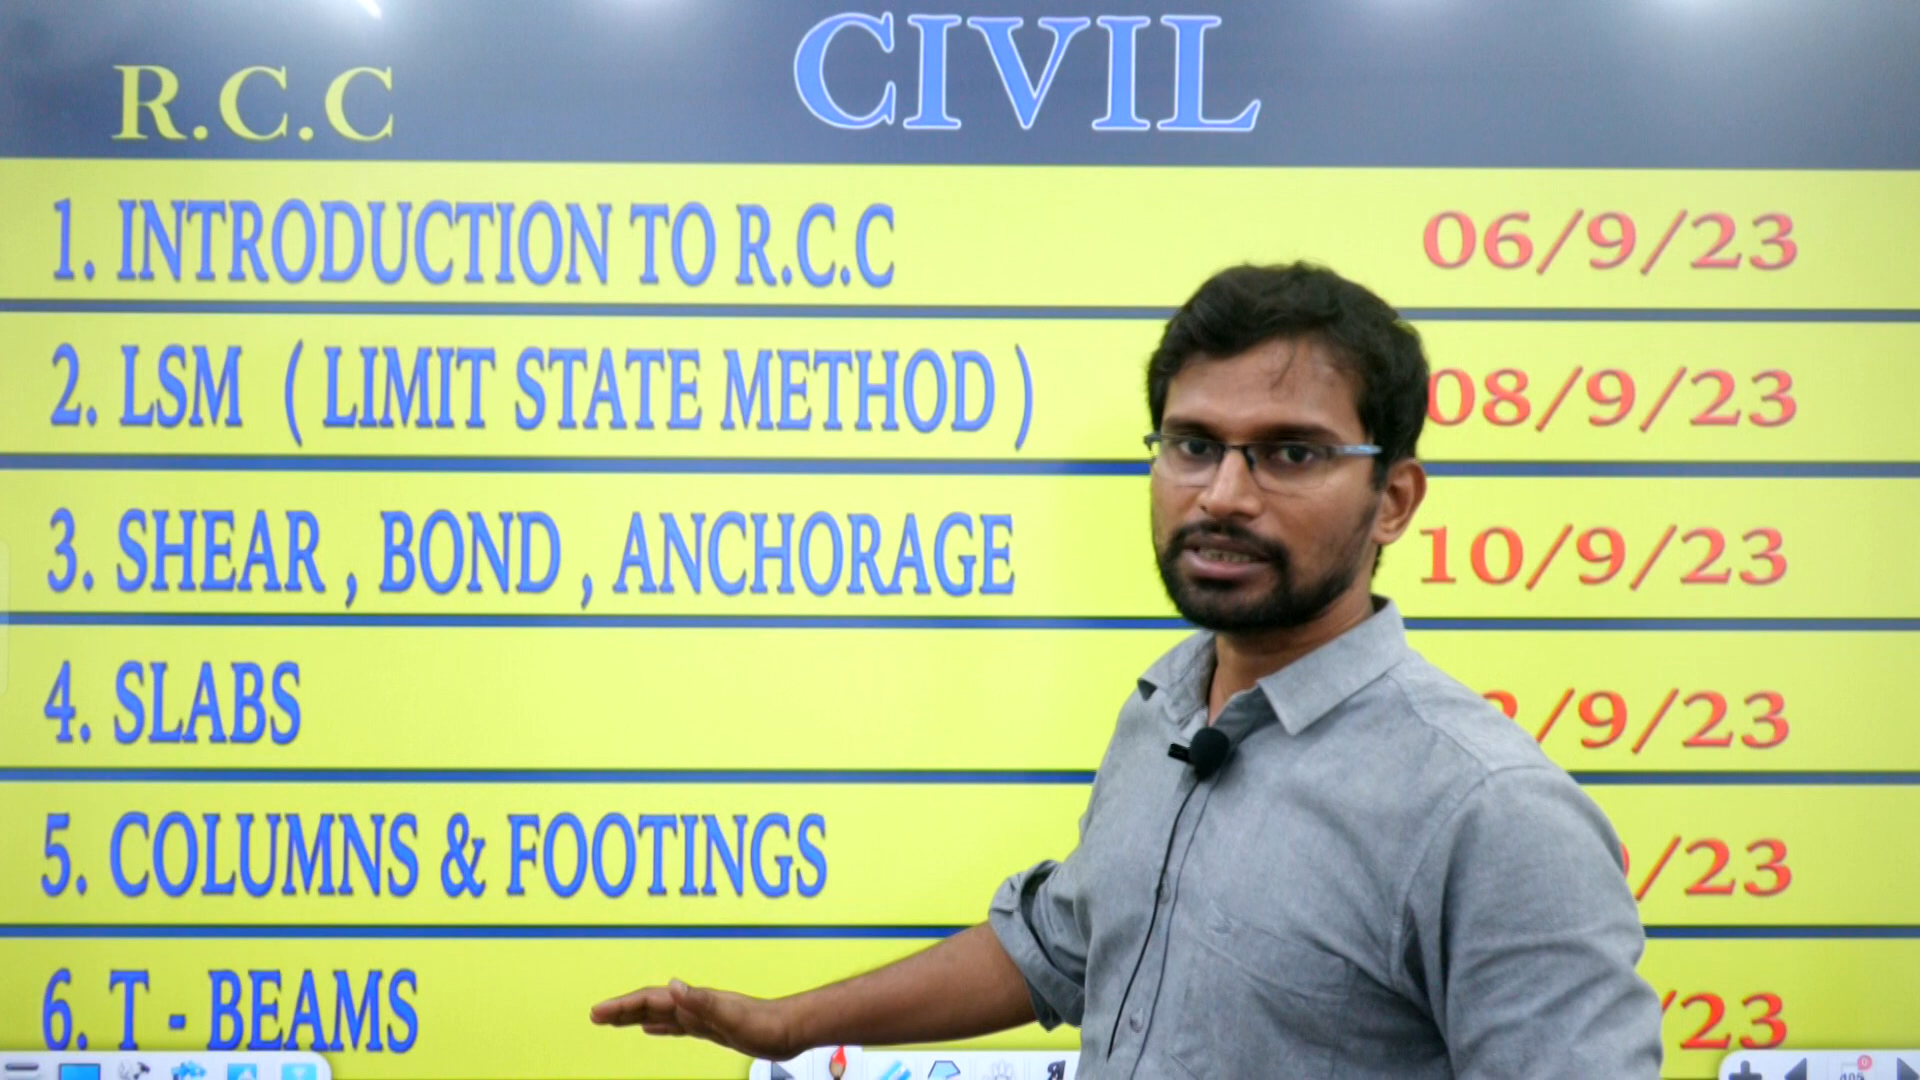 CIVIL
R.C.C
1. INTRODUCTION TO R.C.C 06/9/23
2. LSM ( LIMIT STATE METHOD ) 08/9/23
3. SHEAR , BOND , ANCHORAGE 10/9/23
4. SLABS /9/23
5. COLUMNS & FOOTINGS /23
6. T - BEAMS /23